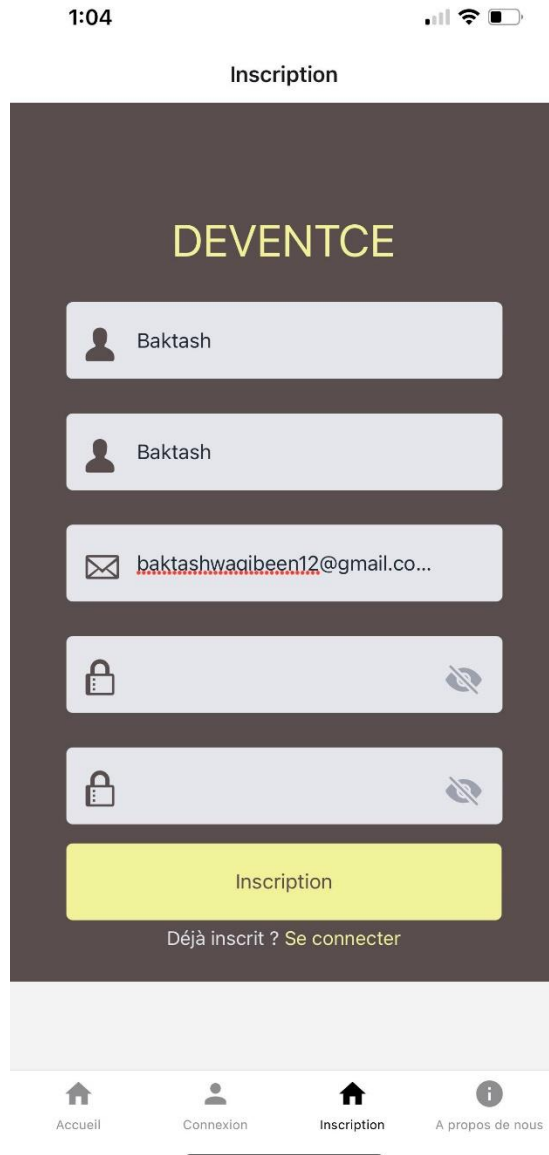 1:04
Inscription
DEVENTCE
Baktash
Baktash
baktashwaqibeen12@gmail.co...
Inscription
Déjà inscrit ? Se connecter
Accueil Connexion Inscription A propos de nous